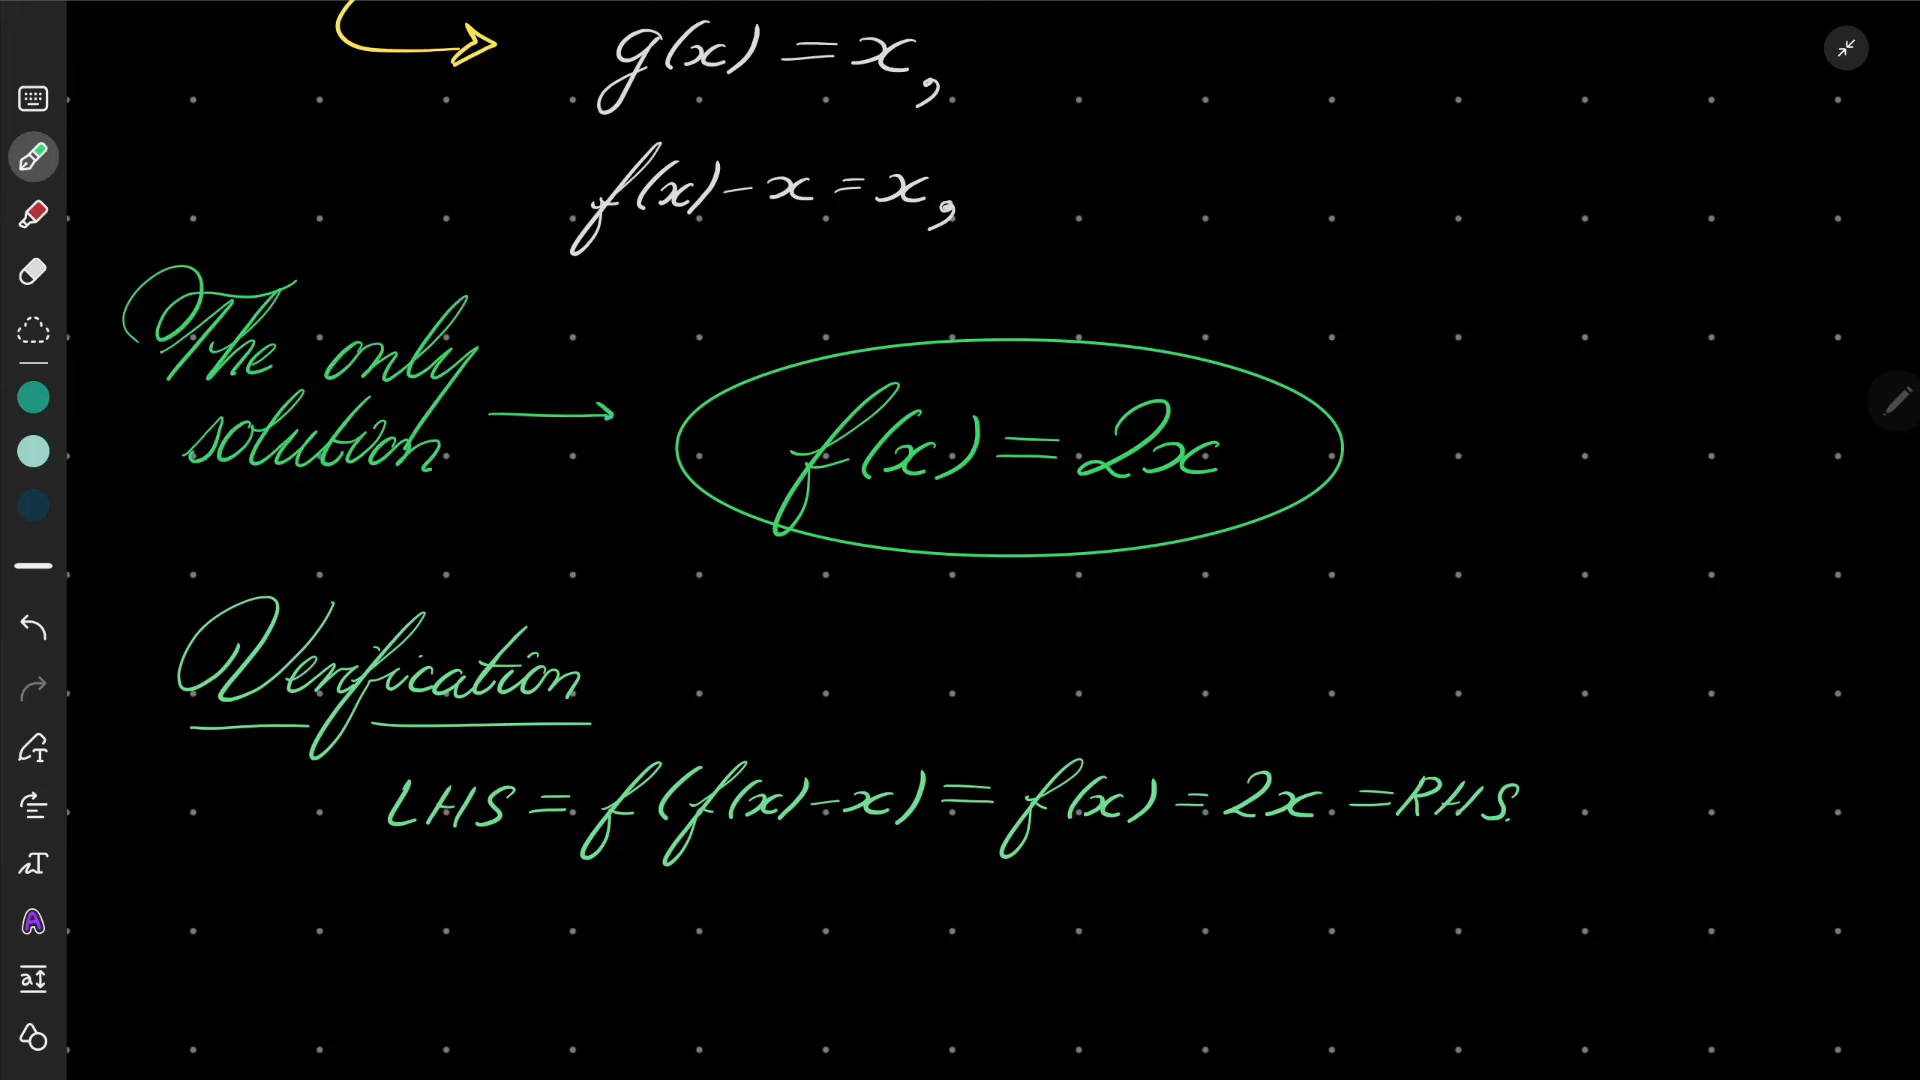 g(x) = x,
f(x) - x = x,
The only
solution → f(x) = 2x
Verification
LHS = f(f(x) - x) = f(x) = 2x = RHS.